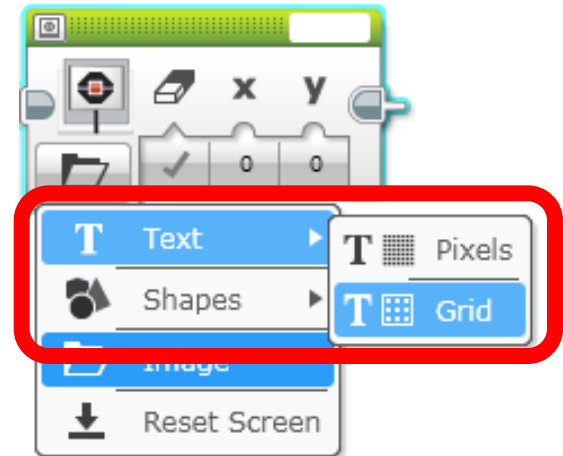 x y
0 0
T Text
T Pixels
Shapes
T Grid
Image
Reset Screen